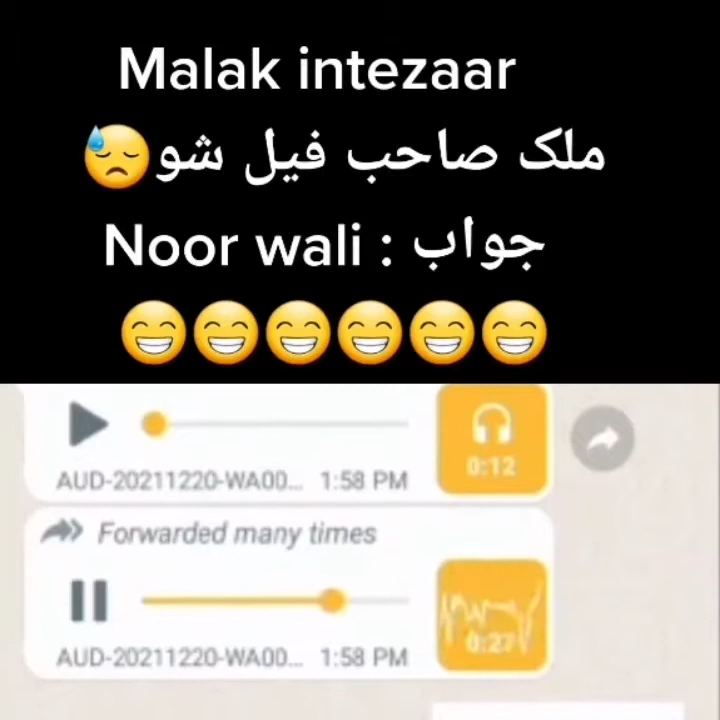 Malak intezaar
ملک صاحب فیل شو😓
Noor wali : جواب
😁😁😁😁😁😁
0:12
AUD-20211220-WA00... 1:58 PM
Forwarded many times
0:27
AUD-20211220-WA00... 1:58 PM